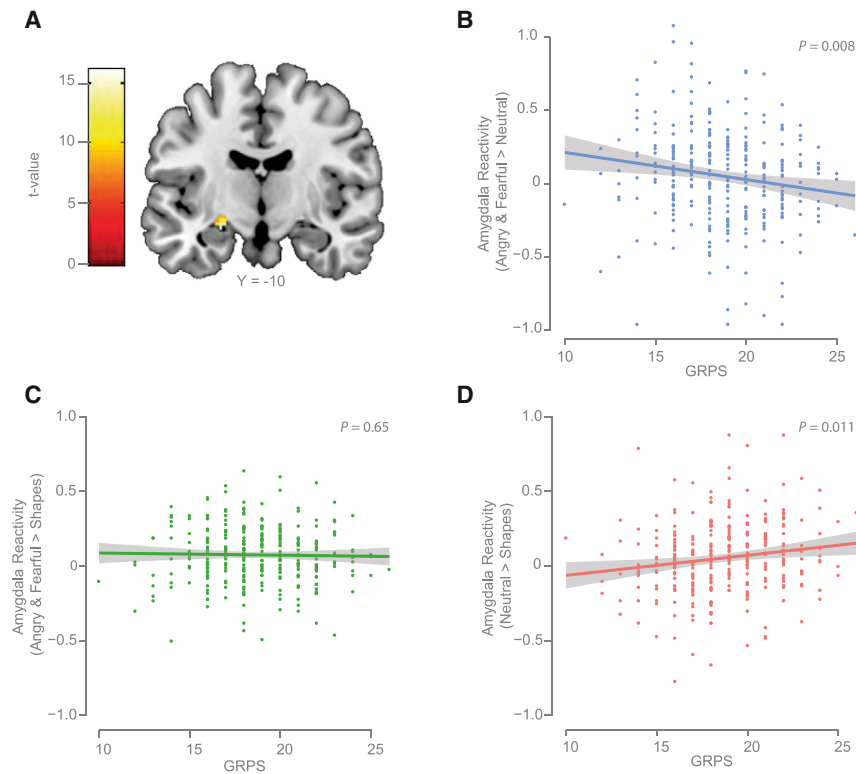 A
t-value
15
10
5
0
Y = -10
B
P = 0.008
Amygdala Reactivity
(Angry & Fearful > Neutral)
1.0
0.5
0
−0.5
−1.0
10
15
20
25
GRPS
C
P = 0.65
Amygdala Reactivity
(Angry & Fearful > Shapes)
1.0
0.5
0
−0.5
−1.0
10
15
20
25
GRPS
D
P = 0.011
Amygdala Reactivity
(Neutral > Shapes)
1.0
0.5
0
−0.5
−1.0
10
15
20
25
GRPS